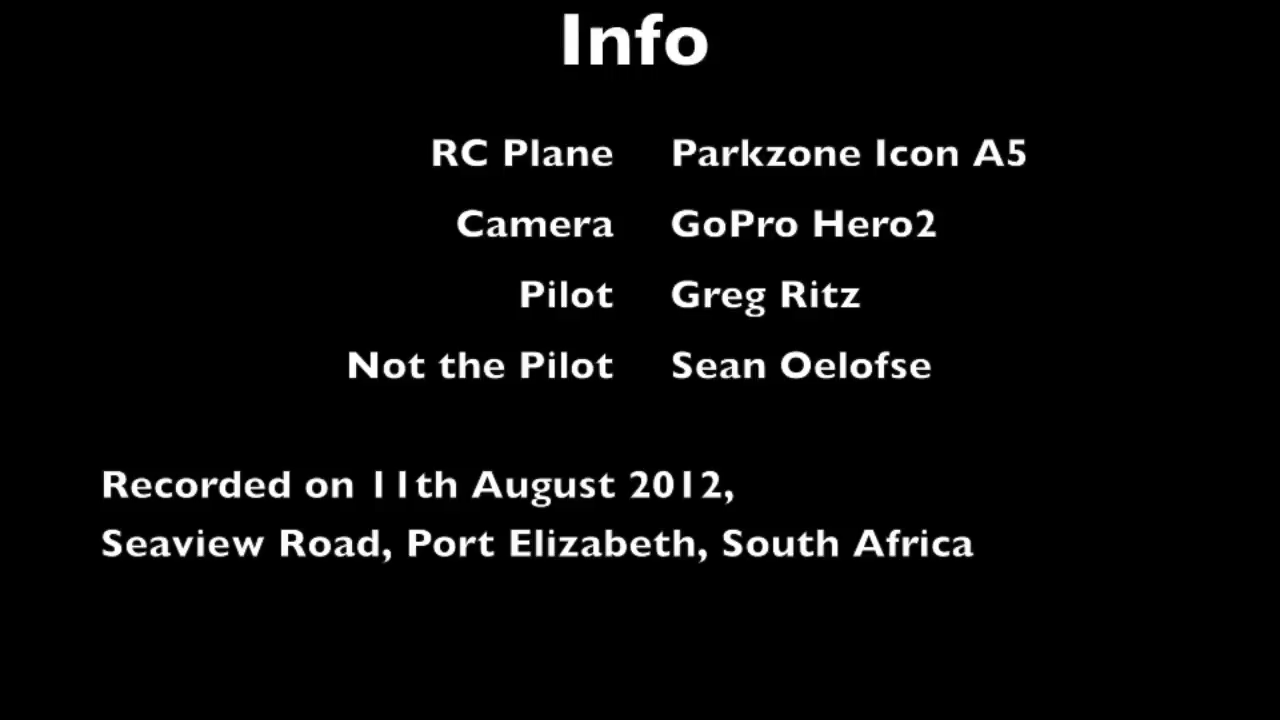 Info
RC Plane Parkzone Icon A5
Camera GoPro Hero2
Pilot Greg Ritz
Not the Pilot Sean Oelofse
Recorded on 11th August 2012,
Seaview Road, Port Elizabeth, South Africa